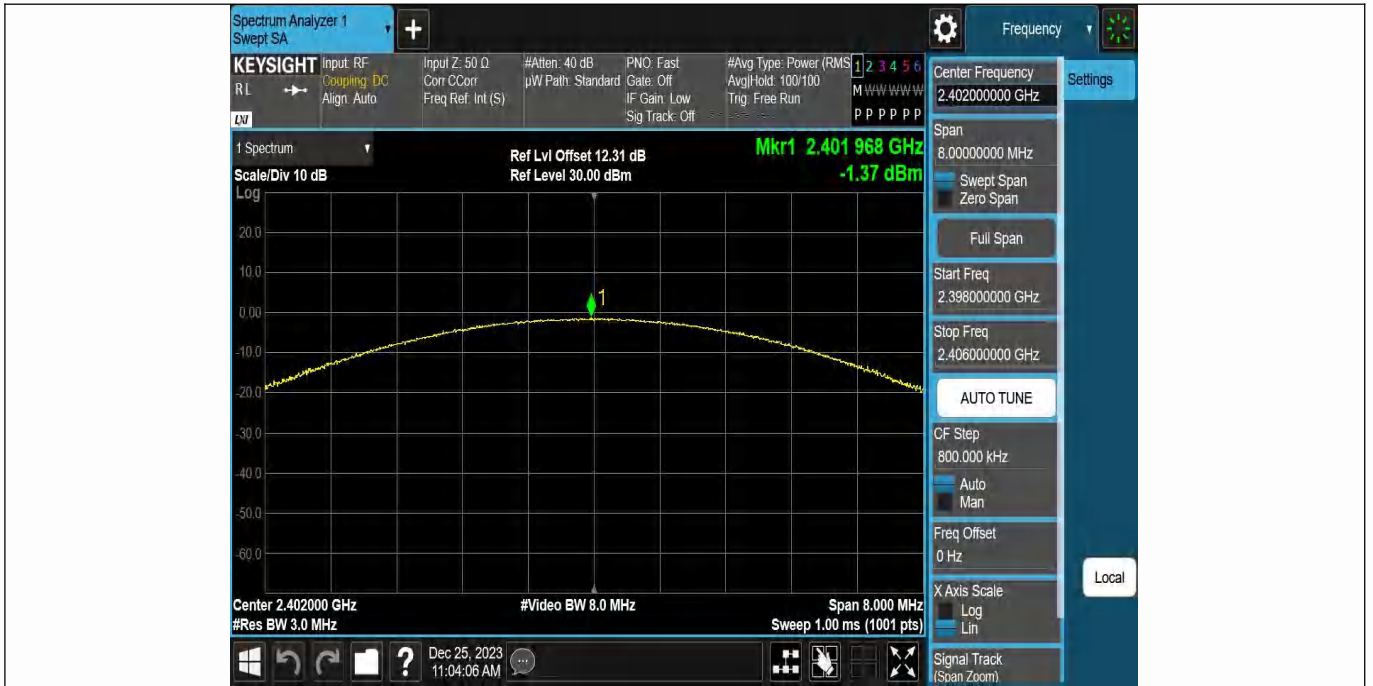 Spectrum Analyzer 1
Swept SA
+
Frequency
KEYSIGHT
R L
LXI
Input: RF
Coupling: DC
Align: Auto
Input Z: 50 Ω
Corr CCorr
Freq Ref: Int (S)
#Atten: 40 dB
µW Path: Standard
PNO: Fast
Gate: Off
IF Gain: Low
Sig Track: Off
#Avg Type: Power (RMS
Avg|Hold: 100/100
Trig: Free Run
1 2 3 4 5 6
M W W W W W
P P P P P P
1 Spectrum
Scale/Div 10 dB
Ref Lvl Offset 12.31 dB
Ref Level 30.00 dBm
Mkr1 2.401 968 GHz
-1.37 dBm
Log
20.0
10.0
0.00
-10.0
-20.0
-30.0
-40.0
-50.0
-60.0
1
Center 2.402000 GHz
#Res BW 3.0 MHz
#Video BW 8.0 MHz
Span 8.000 MHz
Sweep 1.00 ms (1001 pts)
?
Dec 25, 2023
11:04:06 AM
Center Frequency
2.402000000 GHz
Settings
Span
8.00000000 MHz
Swept Span
Zero Span
Full Span
Start Freq
2.398000000 GHz
Stop Freq
2.406000000 GHz
AUTO TUNE
CF Step
800.000 kHz
Auto
Man
Freq Offset
0 Hz
X Axis Scale
Log
Lin
Local
Signal Track
(Span Zoom)